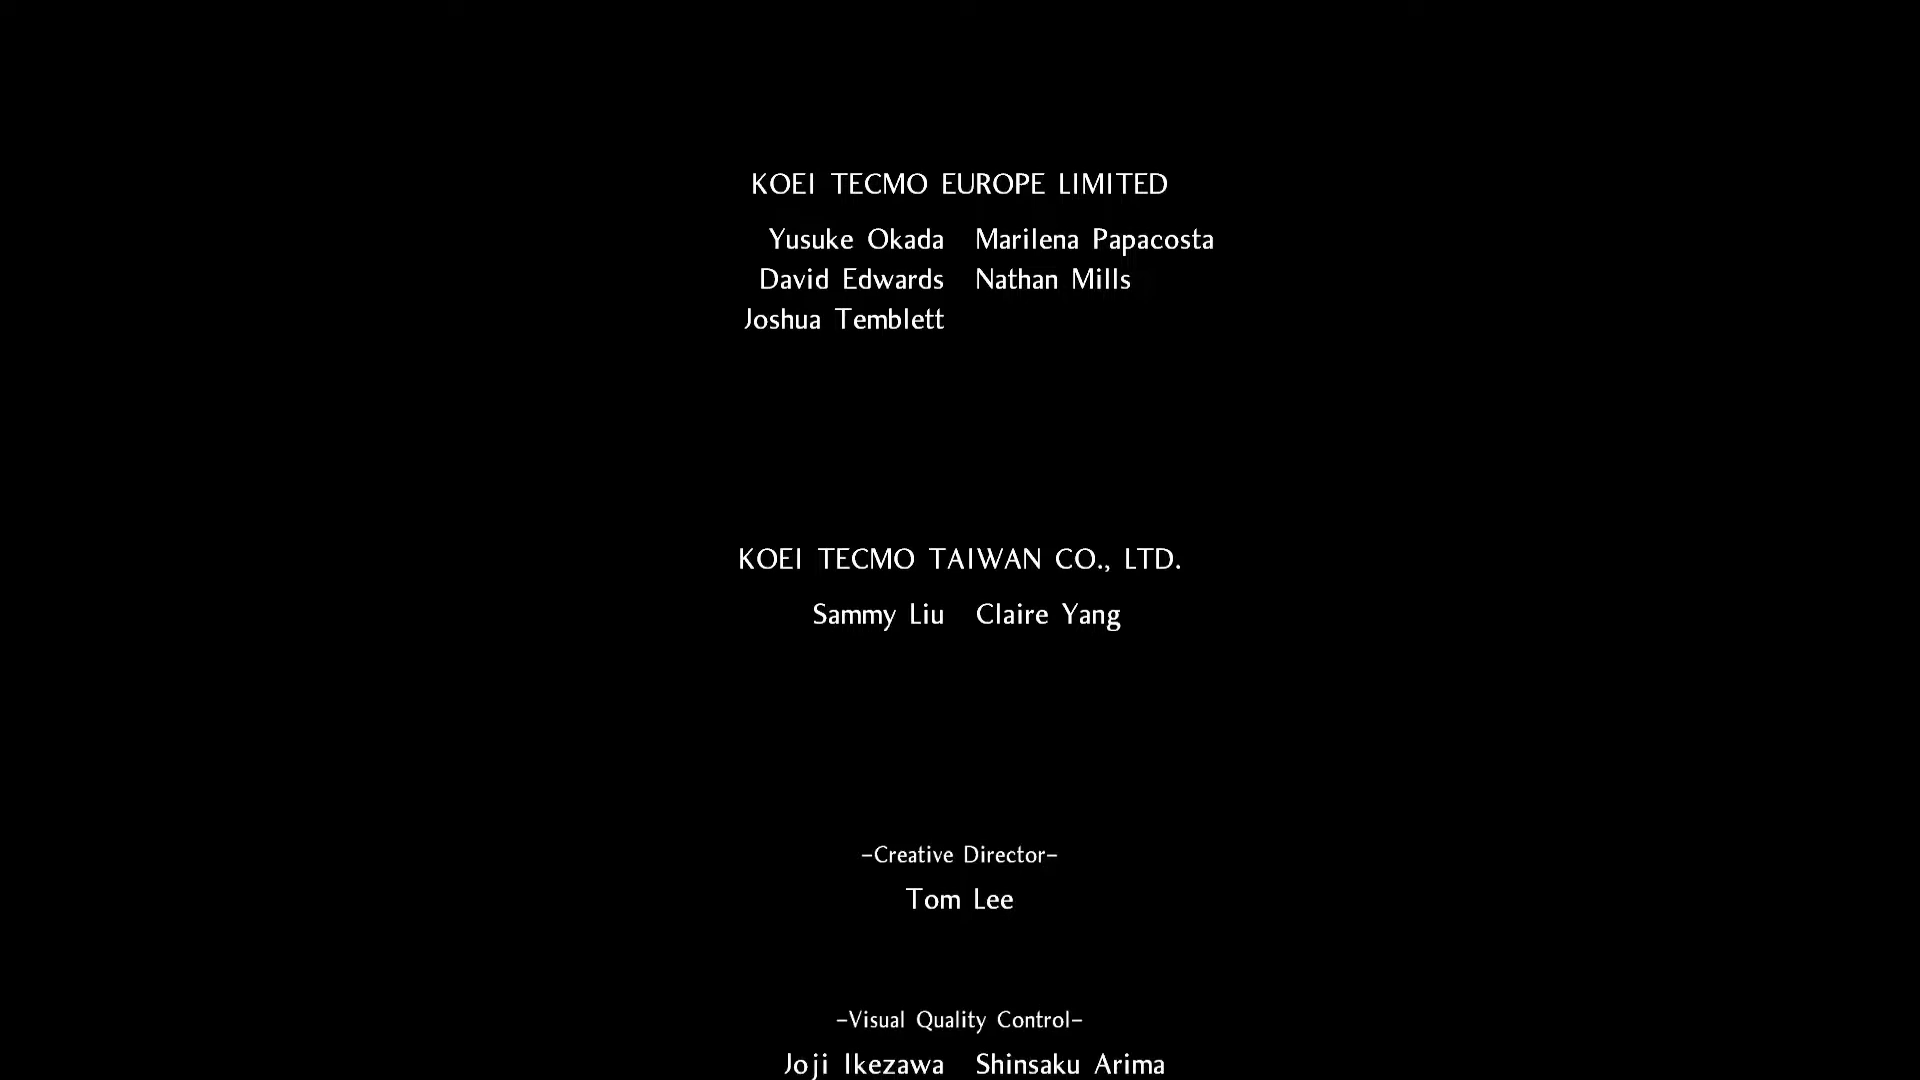 KOEI TECMO EUROPE LIMITED
Yusuke Okada Marilena Papacosta
David Edwards Nathan Mills
Joshua Temblett
KOEI TECMO TAIWAN CO., LTD.
Sammy Liu Claire Yang
-Creative Director-
Tom Lee
-Visual Quality Control-
Joji Ikezawa Shinsaku Arima